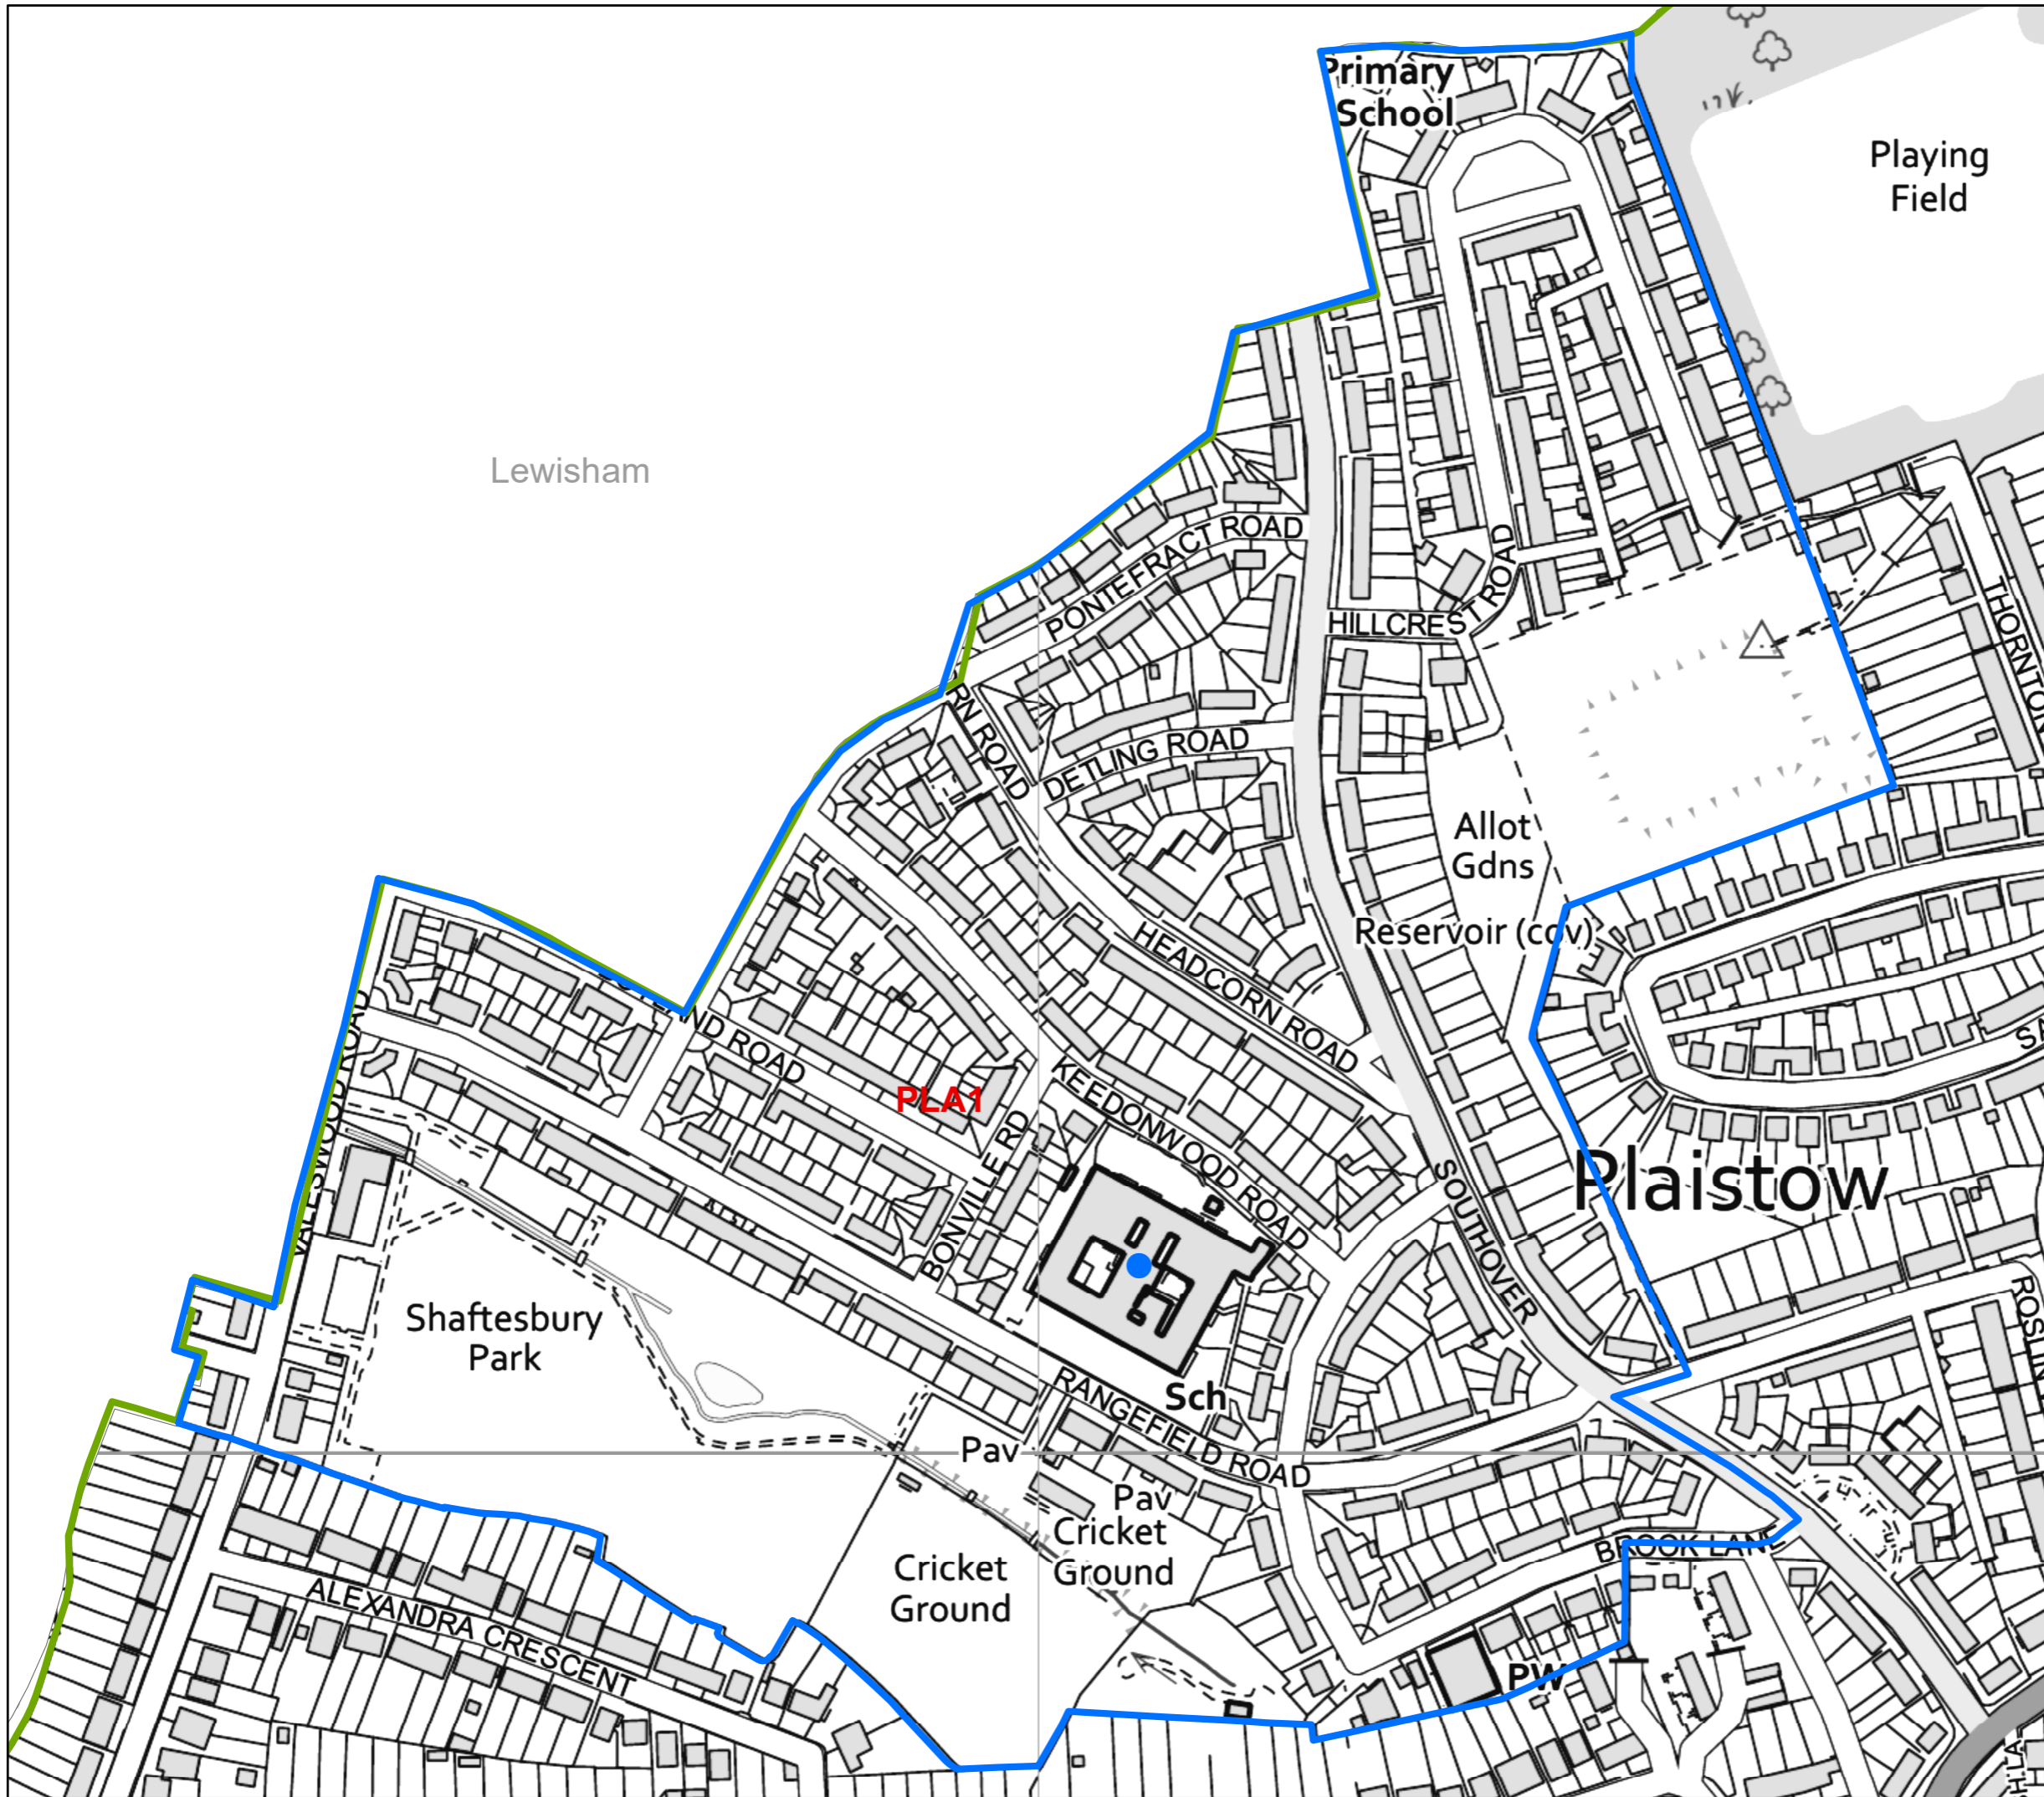 Primary
School
Playing
Field
Lewisham
PONTEFRACT ROAD
HILLCREST ROAD
DETLING ROAD
Allot
Gdns
Reservoir (cov)
HEADCORN ROAD
PLA1
KEEDONWOOD ROAD
BONVILLE RD
SOUTHOVER
Plaistow
Shaftesbury
Park
Sch
RANGEFIELD ROAD
Pav
Pav
Cricket
Ground
Cricket
Ground
BROOK LANE
ALEXANDRA CRESCENT
PW